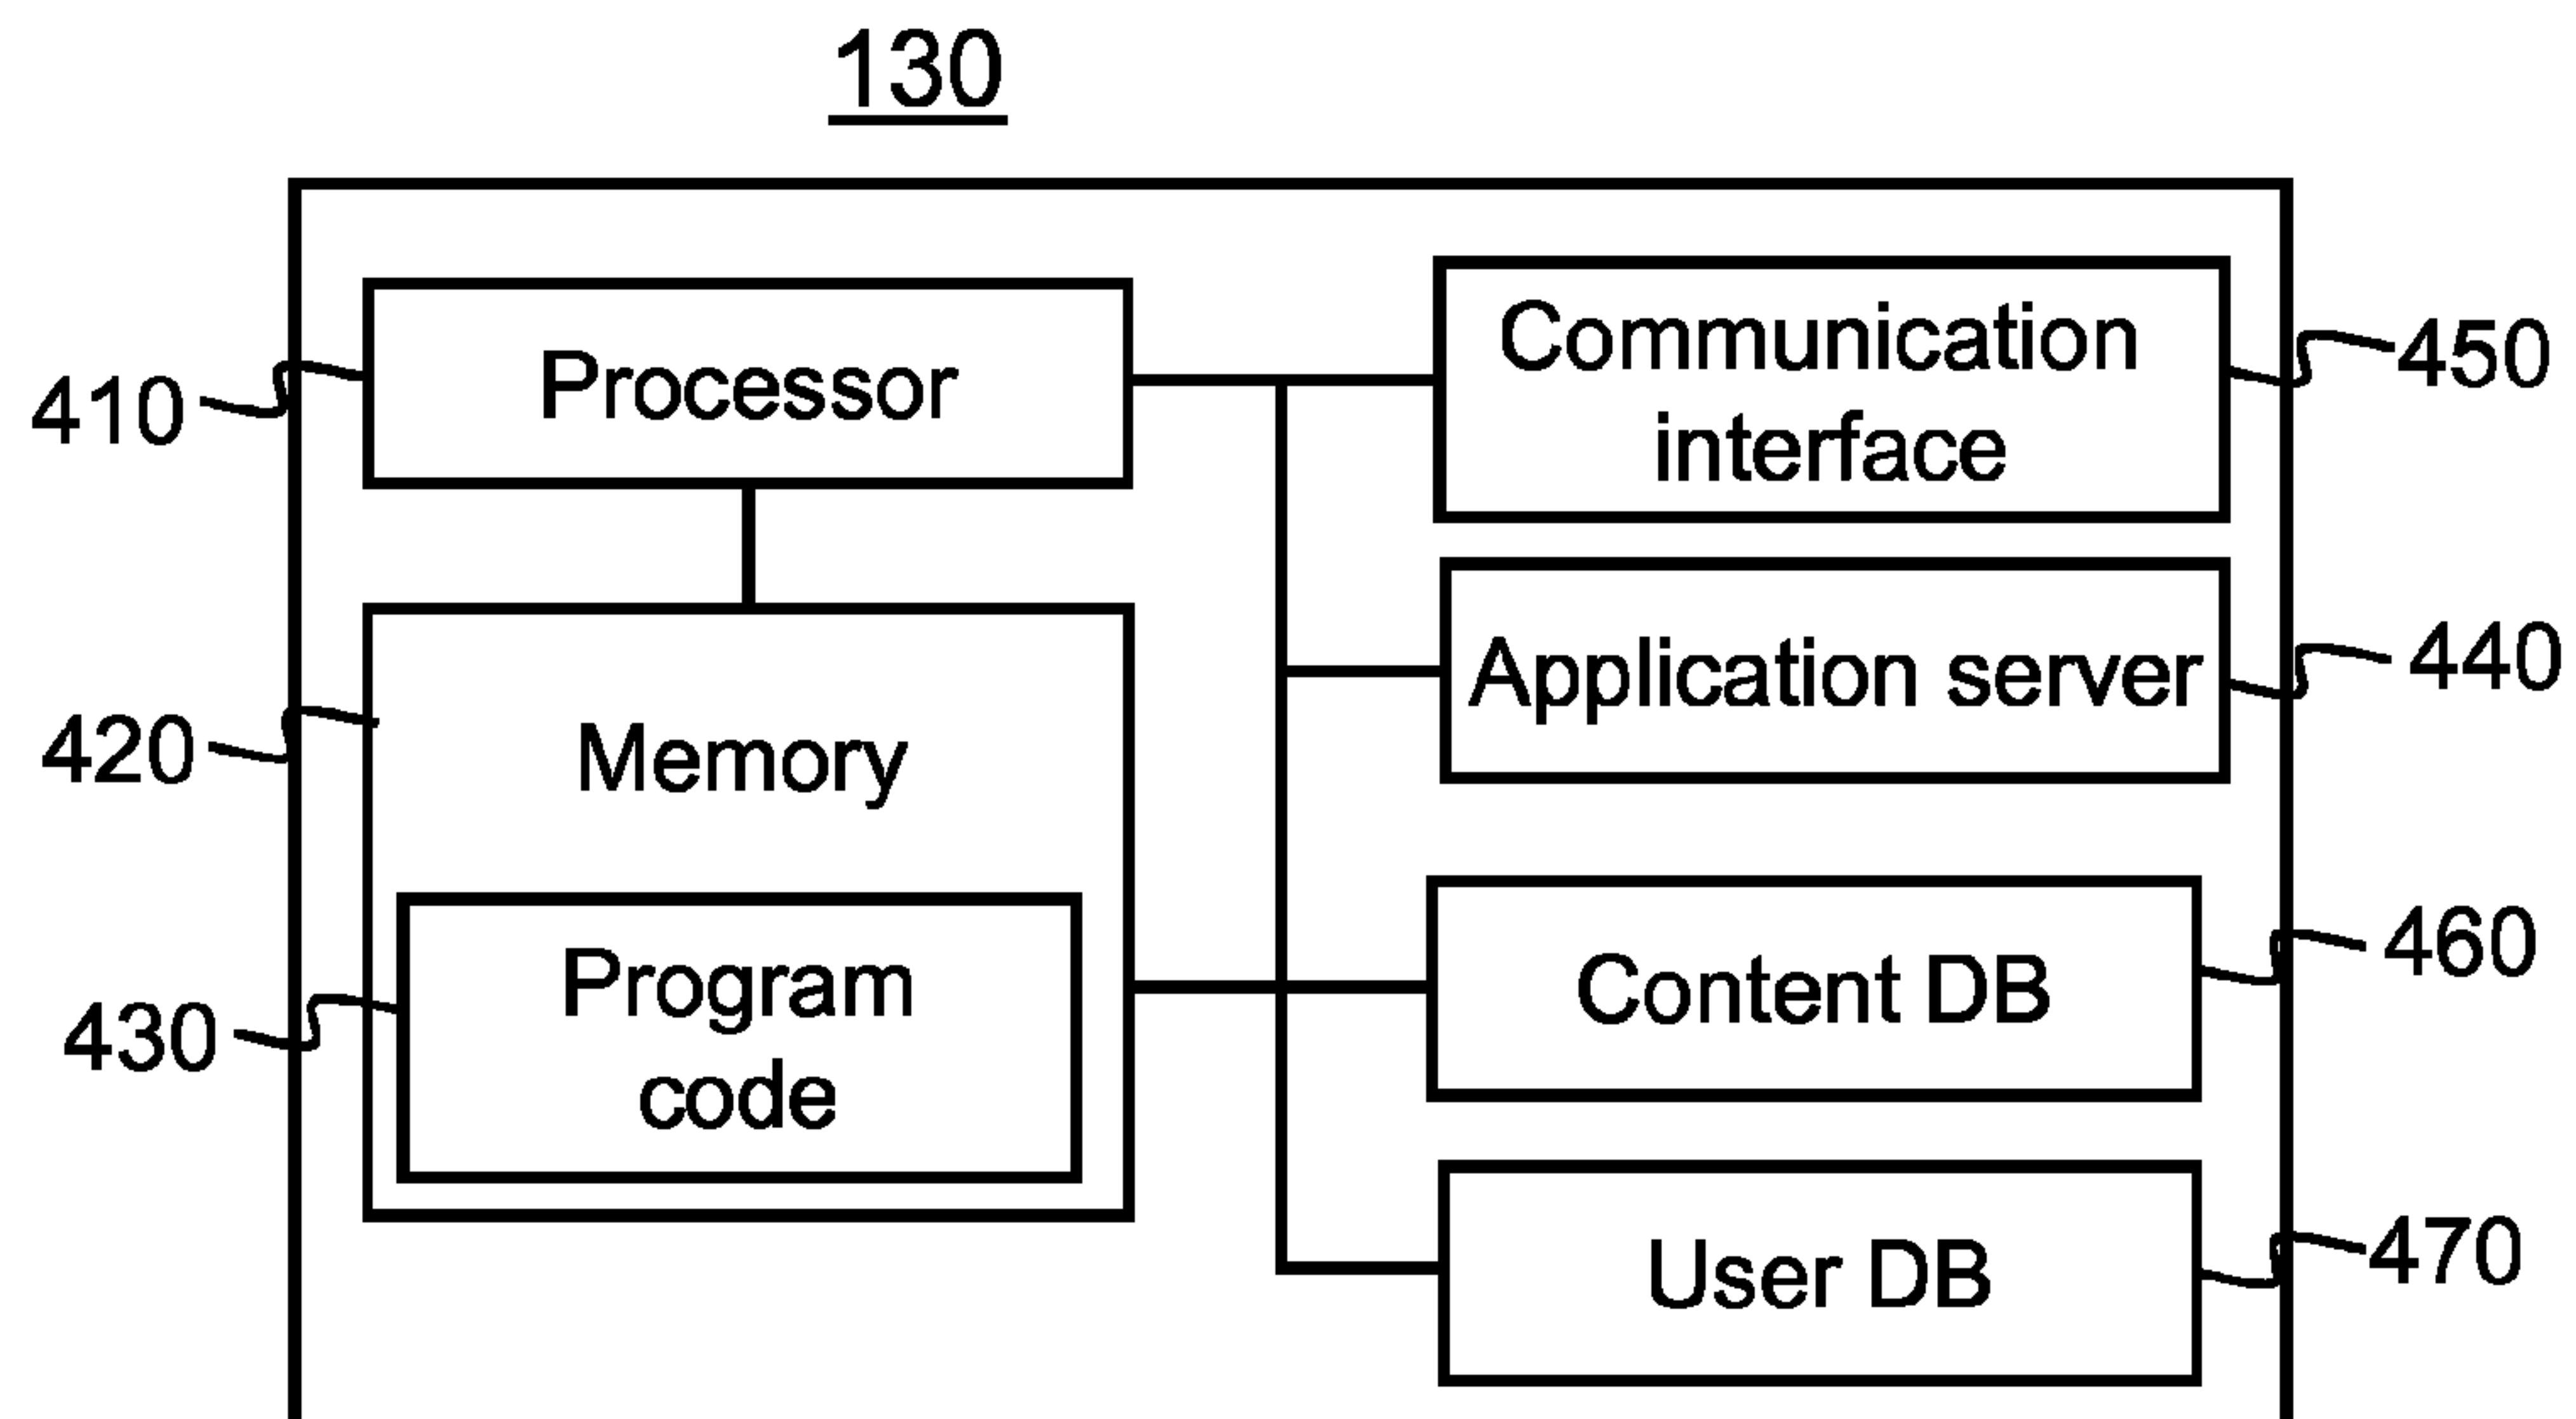 130
410
Processor
Communication
interface
450
Application server
440
420
Memory
430
Program
code
Content DB
460
User DB
470